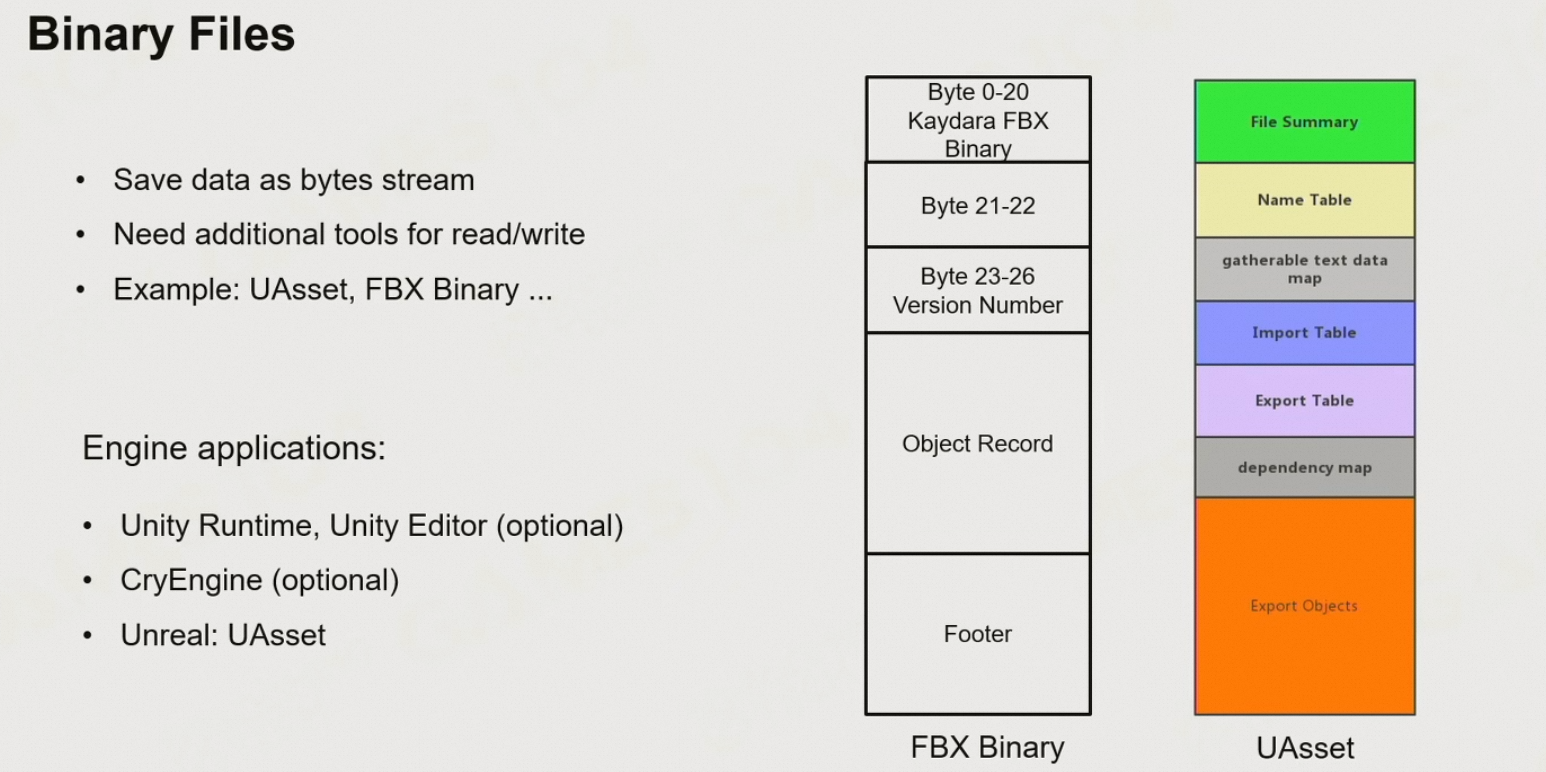 Binary Files
• Save data as bytes stream
• Need additional tools for read/write
• Example: UAsset, FBX Binary ...
Engine applications:
• Unity Runtime, Unity Editor (optional)
• CryEngine (optional)
• Unreal: UAsset
Byte 0-20
Kaydara FBX
Binary
Byte 21-22
Byte 23-26
Version Number
Object Record
Footer
FBX Binary
File Summary
Name Table
gatherable text data
map
Import Table
Export Table
dependency map
Export Objects
UAsset